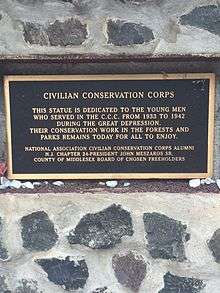 CIVILIAN CONSERVATION CORPS
THIS STATUE IS DEDICATED TO THE YOUNG MEN
WHO SERVED IN THE C.C.C. FROM 1933 TO 1942
DURING THE GREAT DEPRESSION.
THEIR CONSERVATION WORK IN THE FORESTS AND
PARKS REMAINS TODAY FOR ALL TO ENJOY.
NATIONAL ASSOCIATION CIVILIAN CONSERVATION CORPS ALUMNI
N.J. CHAPTER 24-PRESIDENT JOHN MESZAROS SR.
COUNTY OF MIDDLESEX BOARD OF CHOSEN FREEHOLDERS